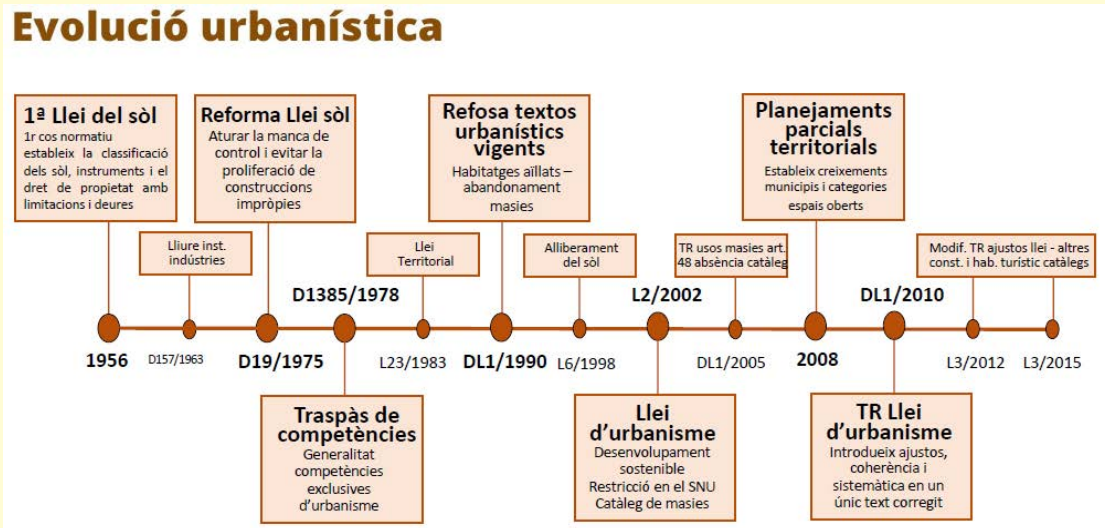 Evolució urbanística
1ª Llei del sòl
1r cos normatiu
estableix la classificació
dels sòl, instruments i el
dret de propietat amb
limitacions i deures
Reforma Llei sòl
Aturar la manca de
control i evitar la
proliferació de
construccions
impròpies
Refosa textos
urbanístics
vigents
Habitatges aïllats –
abandonament
masies
Planejaments
parcials
territorials
Estableix creixements
municipis i categories
espais oberts
Lliure inst.
indústries
Llei
Territorial
Alliberament
del sòl
TR usos masies art.
48 absència catàleg
Modif. TR ajustos llei - altres
const. i hab. turístic catàlegs
D1385/1978
L2/2002
DL1/2010
1956
D157/1963
D19/1975
L23/1983
DL1/1990
L6/1998
DL1/2005
2008
L3/2012
L3/2015
Traspàs de
competències
Generalitat
competències
exclusives
d’urbanisme
Llei
d’urbanisme
Desenvolupament
sostenible
Restricció en el SNU
Catàleg de masies
TR Llei
d’urbanisme
Introdueix ajustos,
coherència i
sistemàtica en un
únic text corregit